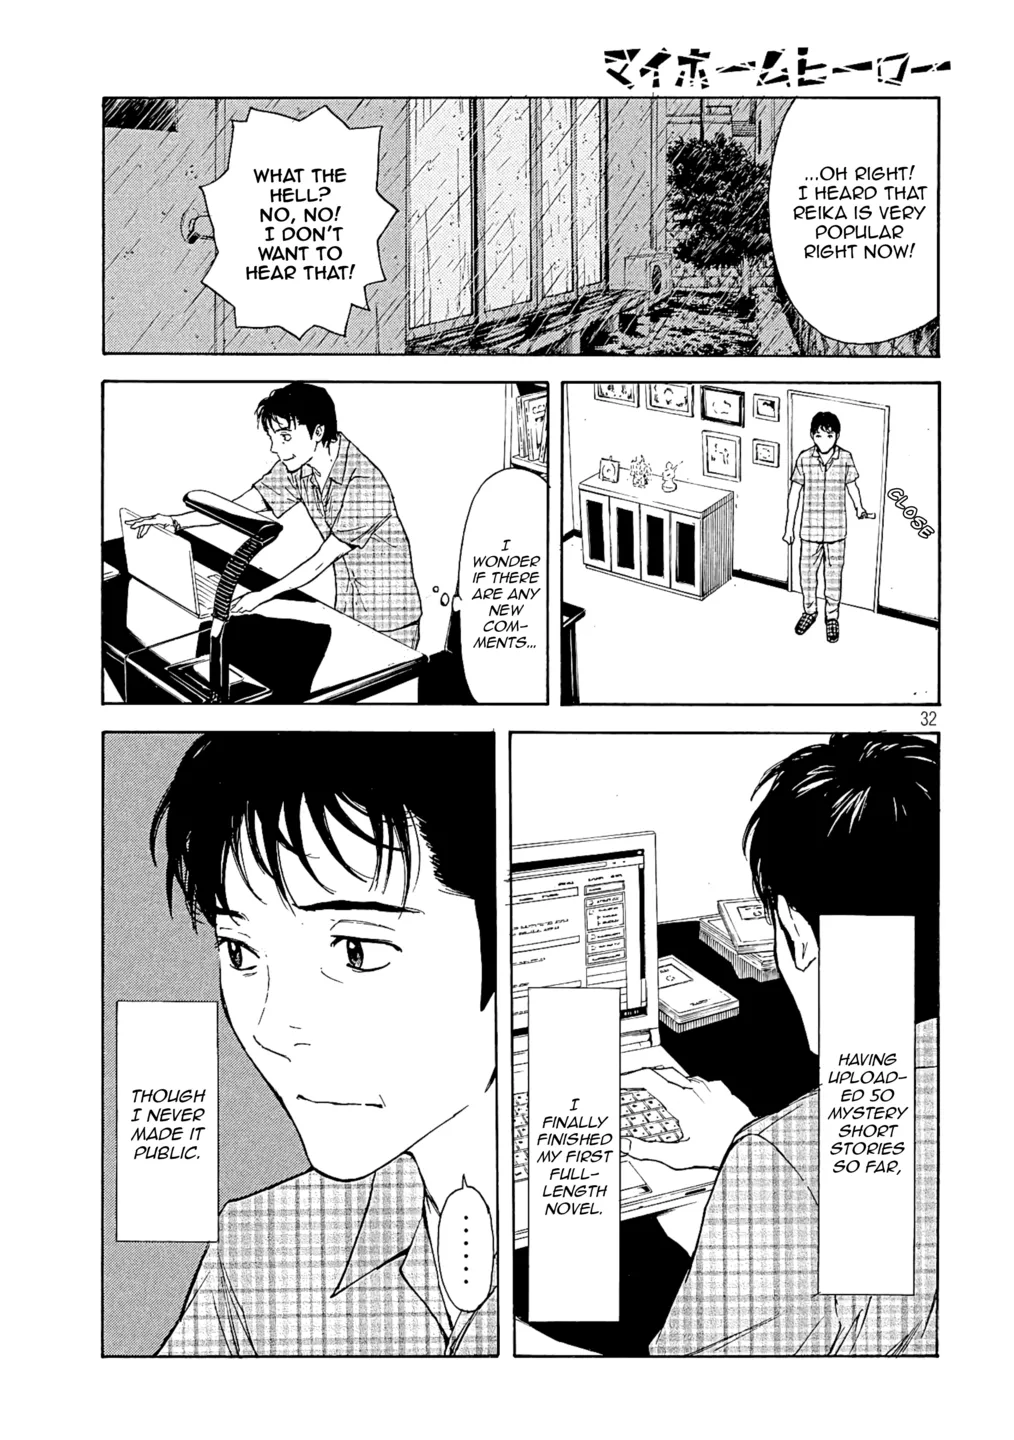 マイホームヒーロー
...OH RIGHT!
I HEARD THAT
REIKA IS VERY
POPULAR
RIGHT NOW!
WHAT THE
HELL?
NO, NO!
I DON'T
WANT TO
HEAR THAT!
CLOSE
I
WONDER
IF THERE
ARE ANY
NEW
COM-
MENTS...
32
HAVING
UPLOAD-
ED 50
MYSTERY
SHORT
STORIES
SO FAR,
I
FINALLY
FINISHED
MY FIRST
FULL-
LENGTH
NOVEL.
THOUGH
I NEVER
MADE IT
PUBLIC.
......